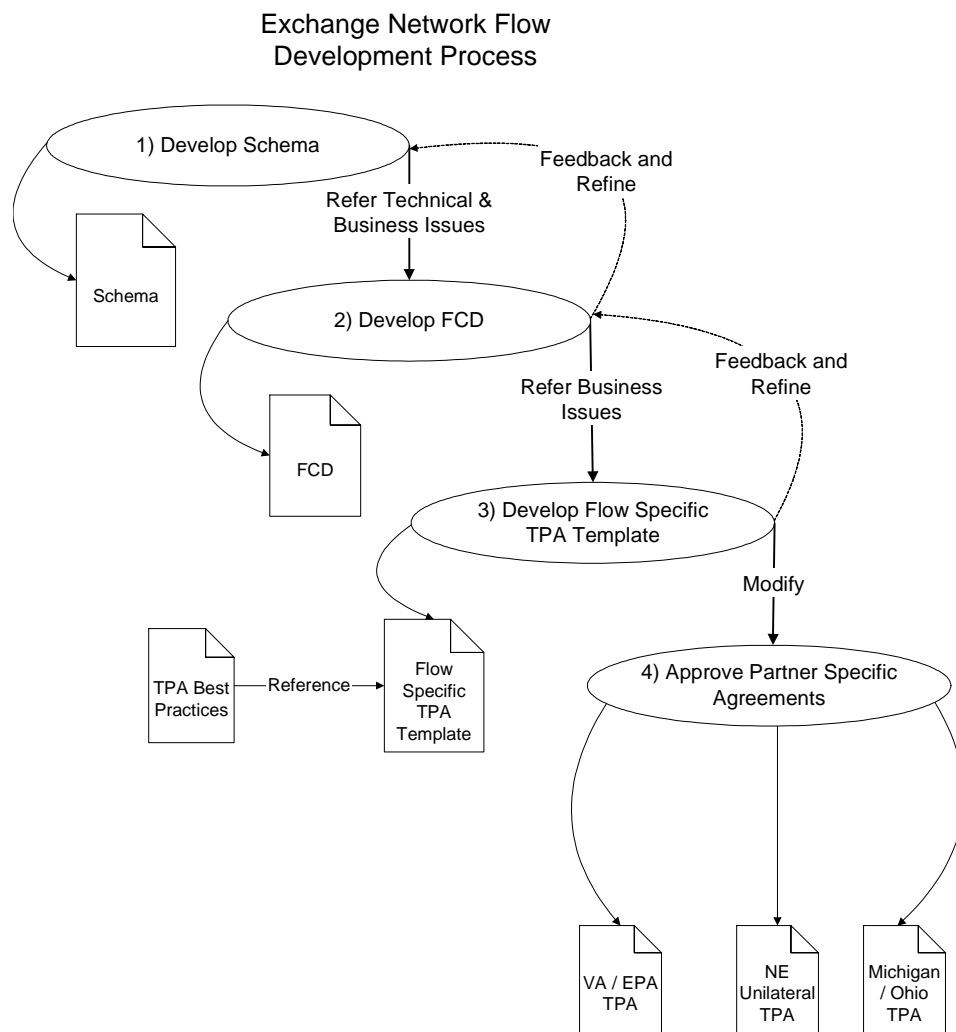 Exchange Network Flow
Development Process
1) Develop Schema
Feedback and
Refine
Refer Technical &
Business Issues
Schema
2) Develop FCD
Feedback and
Refine
Refer Business
Issues
FCD
3) Develop Flow Specific
TPA Template
Modify
TPA Best
Practices
Reference
Flow
Specific
TPA
Template
4) Approve Partner Specific
Agreements
VA / EPA
TPA
NE
Unilateral
TPA
Michigan
/ Ohio
TPA